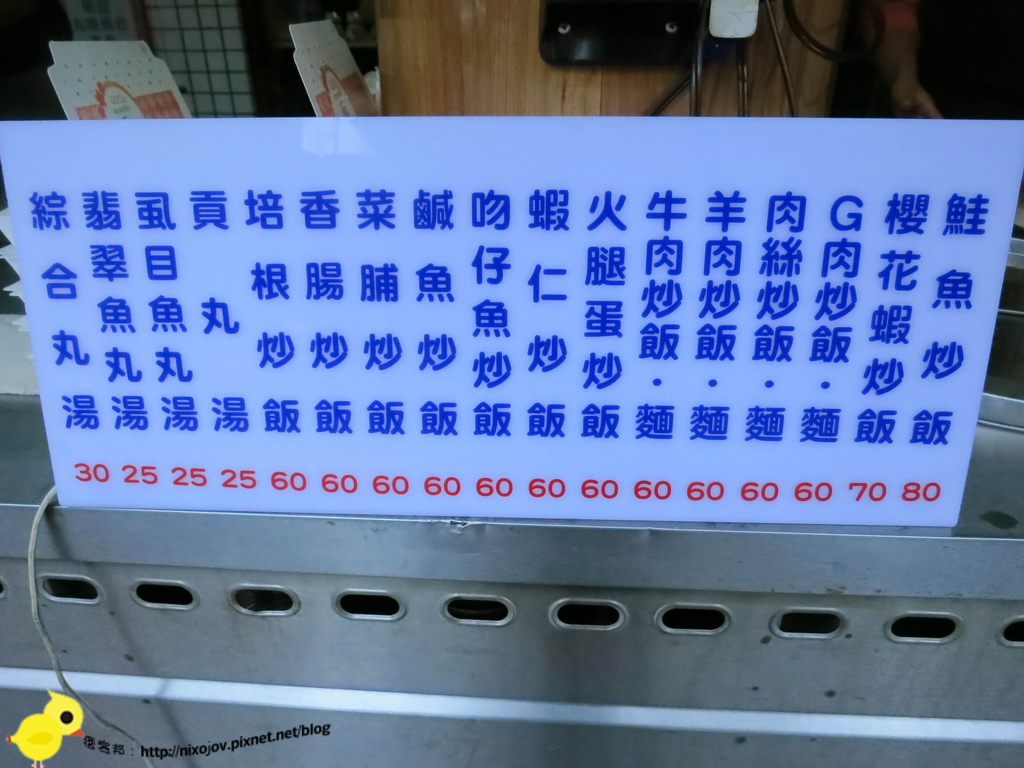 鮭魚炒飯 80
櫻花蝦炒飯 70
G肉炒飯・麵 60
肉絲炒飯・麵 60
羊肉炒飯・麵 60
牛肉炒飯・麵 60
火腿蛋炒飯 60
蝦仁炒飯 60
吻仔魚炒飯 60
鹹魚炒飯 60
菜脯炒飯 60
香腸炒飯 60
培根炒飯 60
貢丸湯 25
虱目魚丸湯 25
翡翠魚丸湯 25
綜合丸湯 30
痞客邦：http://nixojov.pixnet.net/blog